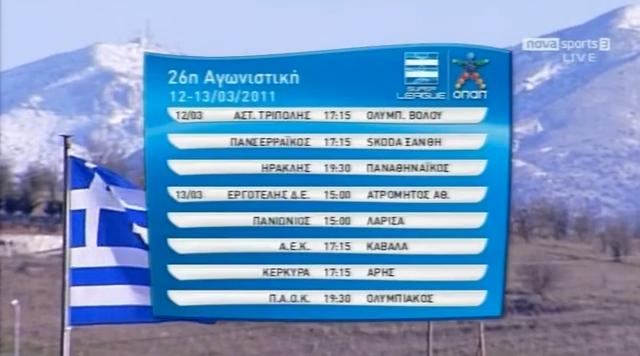 26η Αγωνιστική
12-13/03/2011
SUPER LEAGUE
ΟΠΑΠ
nova sports 3
LIVE
12/03 ΑΣΤ. ΤΡΙΠΟΛΗΣ 17:15 ΟΛΥΜΠ. ΒΟΛΟΥ
ΠΑΝΣΕΡΡΑΪΚΟΣ 17:15 SKODA ΞΑΝΘΗ
ΗΡΑΚΛΗΣ 19:30 ΠΑΝΑΘΗΝΑΪΚΟΣ
13/03 ΕΡΓΟΤΕΛΗΣ Δ.Ε. 15:00 ΑΤΡΟΜΗΤΟΣ ΑΘ.
ΠΑΝΙΩΝΙΟΣ 15:00 ΛΑΡΙΣΑ
Α.Ε.Κ. 17:15 ΚΑΒΑΛΑ
ΚΕΡΚΥΡΑ 17:15 ΑΡΗΣ
Π.Α.Ο.Κ. 19:30 ΟΛΥΜΠΙΑΚΟΣ